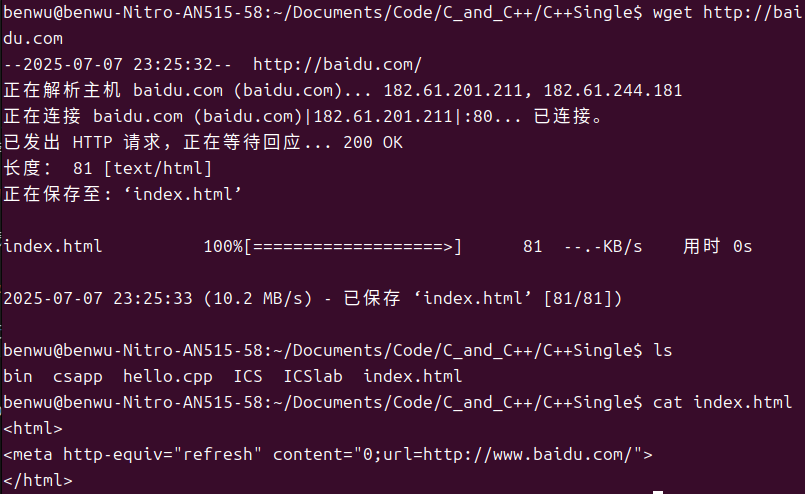 benwu@benwu-Nitro-AN515-58:~/Documents/Code/C_and_C++/C++Single$ wget http://bai
du.com
--2025-07-07 23:25:32--  http://baidu.com/
正在解析主机 baidu.com (baidu.com)... 182.61.201.211, 182.61.244.181
正在连接 baidu.com (baidu.com)|182.61.201.211|:80... 已连接。
已发出 HTTP 请求，正在等待回应... 200 OK
长度： 81 [text/html]
正在保存至: ‘index.html’
index.html          100%[===================>]      81  --.-KB/s    用时 0s
2025-07-07 23:25:33 (10.2 MB/s) - 已保存 ‘index.html’ [81/81])
benwu@benwu-Nitro-AN515-58:~/Documents/Code/C_and_C++/C++Single$ ls
bin  csapp  hello.cpp  ICS  ICSlab  index.html
benwu@benwu-Nitro-AN515-58:~/Documents/Code/C_and_C++/C++Single$ cat index.html
<html>
<meta http-equiv="refresh" content="0;url=http://www.baidu.com/">
</html>